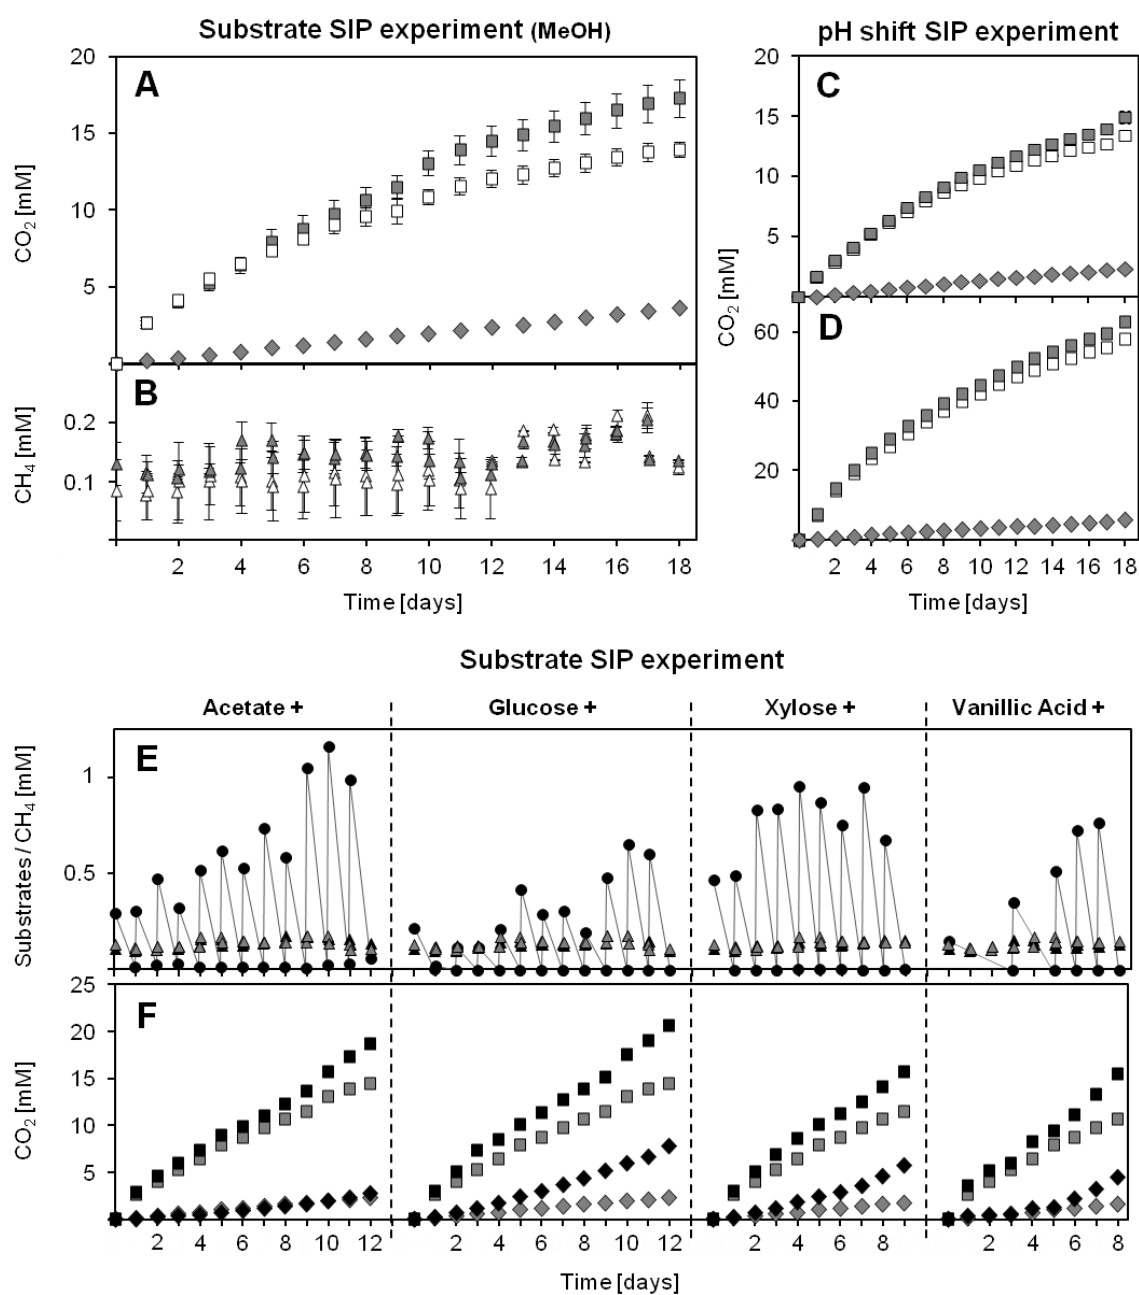 Substrate SIP experiment (MeOH)
pH shift SIP experiment
A
20
15
10
5
CO2 [mM]
B
0.2
0.1
CH4 [mM]
2 4 6 8 10 12 14 16 18
Time [days]
C
20
15
10
5
CO2 [mM]
D
60
40
20
2 4 6 8 10 12 14 16 18
Time [days]
Substrate SIP experiment
Acetate + Glucose + Xylose + Vanillic Acid +
E
1
0.5
Substrates / CH4 [mM]
F
25
20
15
10
5
CO2 [mM]
2 4 6 8 10 12 2 4 6 8 10 12 2 4 6 8 2 4 6 8
Time [days]